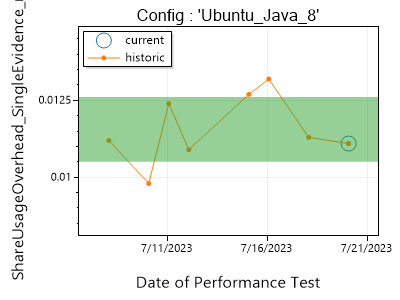 Config : 'Ubuntu_Java_8'
current
historic
ShareUsageOverhead_SingleEvidence_
0.0125
0.01
7/11/2023
7/16/2023
7/21/2023
Date of Performance Test